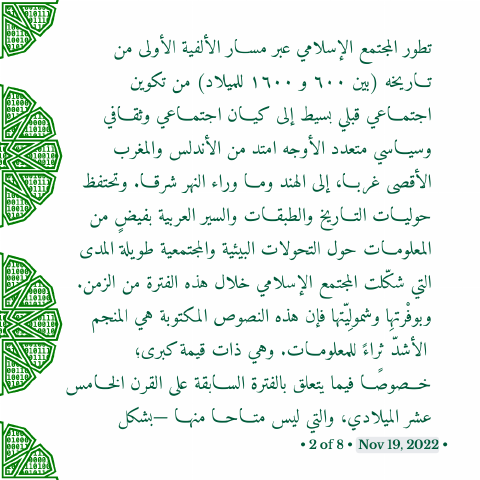 تطور المجتمع الإسلامي عبر مسار الألفية الأولى من
تاريخه (بين ٦٠٠ و ١٦٠٠ للميلاد) من تكوين
اجتماعي قبلي بسيط إلى كيان اجتماعي وثقافي
وسياسي متعدد الأوجه امتد من الأندلس والمغرب
الأقصى غربا، إلى الهند وما وراء النهر شرقا. وتحتفظ
حوليات التاريخ والطبقات والسير العربية بفيضٍ من
المعلومات حول التحولات البيئية والمجتمعية طويلة المدى
التي شكّلت المجتمع الإسلامي خلال هذه الفترة من الزمن.
وبوفْرتِها وشموليّتها فإن هذه النصوص المكتوبة هي المنجم
الأشدّ ثراءً للمعلومات. وهي ذات قيمة كبرى؛
خصوصًا فيما يتعلق بالفترة السابقة على القرن الخامس
عشر الميلادي، والتي ليس متاحا منها –بشكل
• 2 of 8 • Nov 19, 2022 •